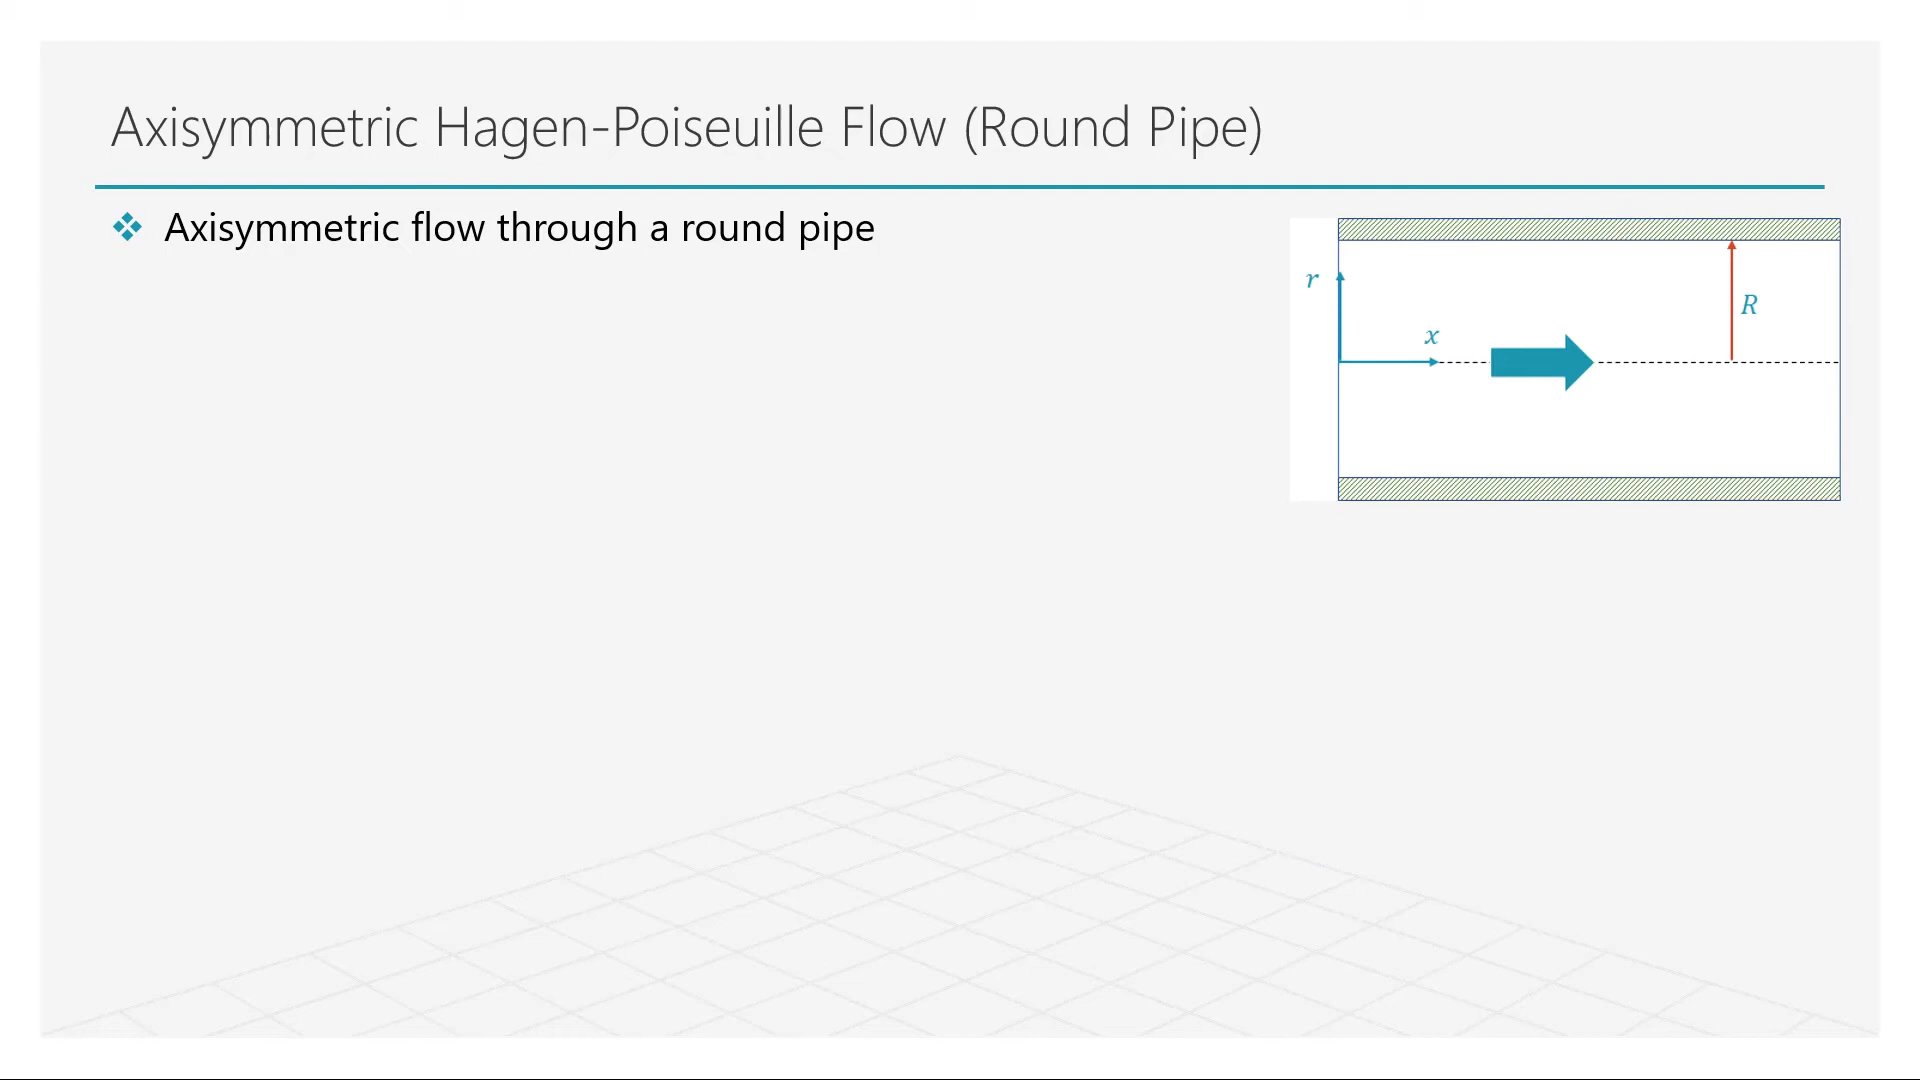 Axisymmetric Hagen-Poiseuille Flow (Round Pipe)
Axisymmetric flow through a round pipe
r
x
R